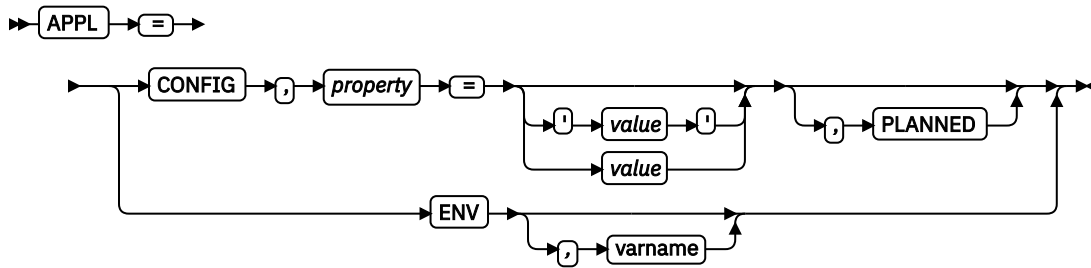 APPL =
CONFIG , property = ' value ' , PLANNED
value
ENV , varname